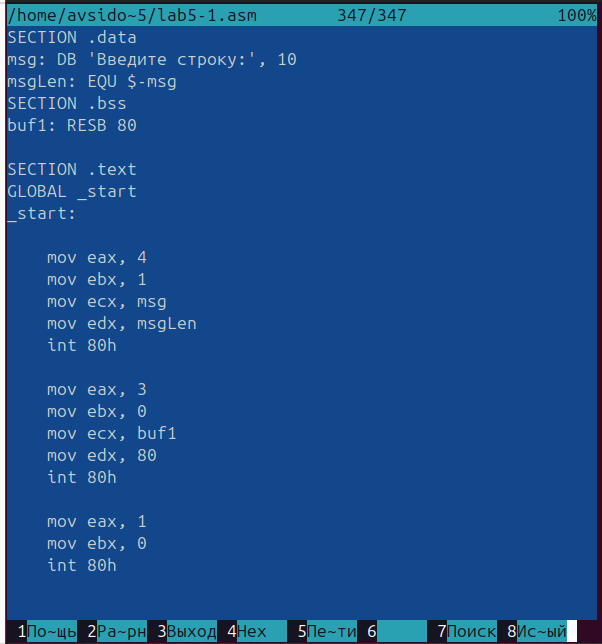 /home/avsido~5/lab5-1.asm 347/347 100%
SECTION .data
msg: DB 'Введите строку:', 10
msgLen: EQU $-msg
SECTION .bss
buf1: RESB 80
SECTION .text
GLOBAL _start
_start:
mov eax, 4
mov ebx, 1
mov ecx, msg
mov edx, msgLen
int 80h
mov eax, 3
mov ebx, 0
mov ecx, buf1
mov edx, 80
int 80h
mov eax, 1
mov ebx, 0
int 80h
1По~щь 2Ра~рн 3Выход 4Hex 5Пе~ти 6 7Поиск 8Ис~ый